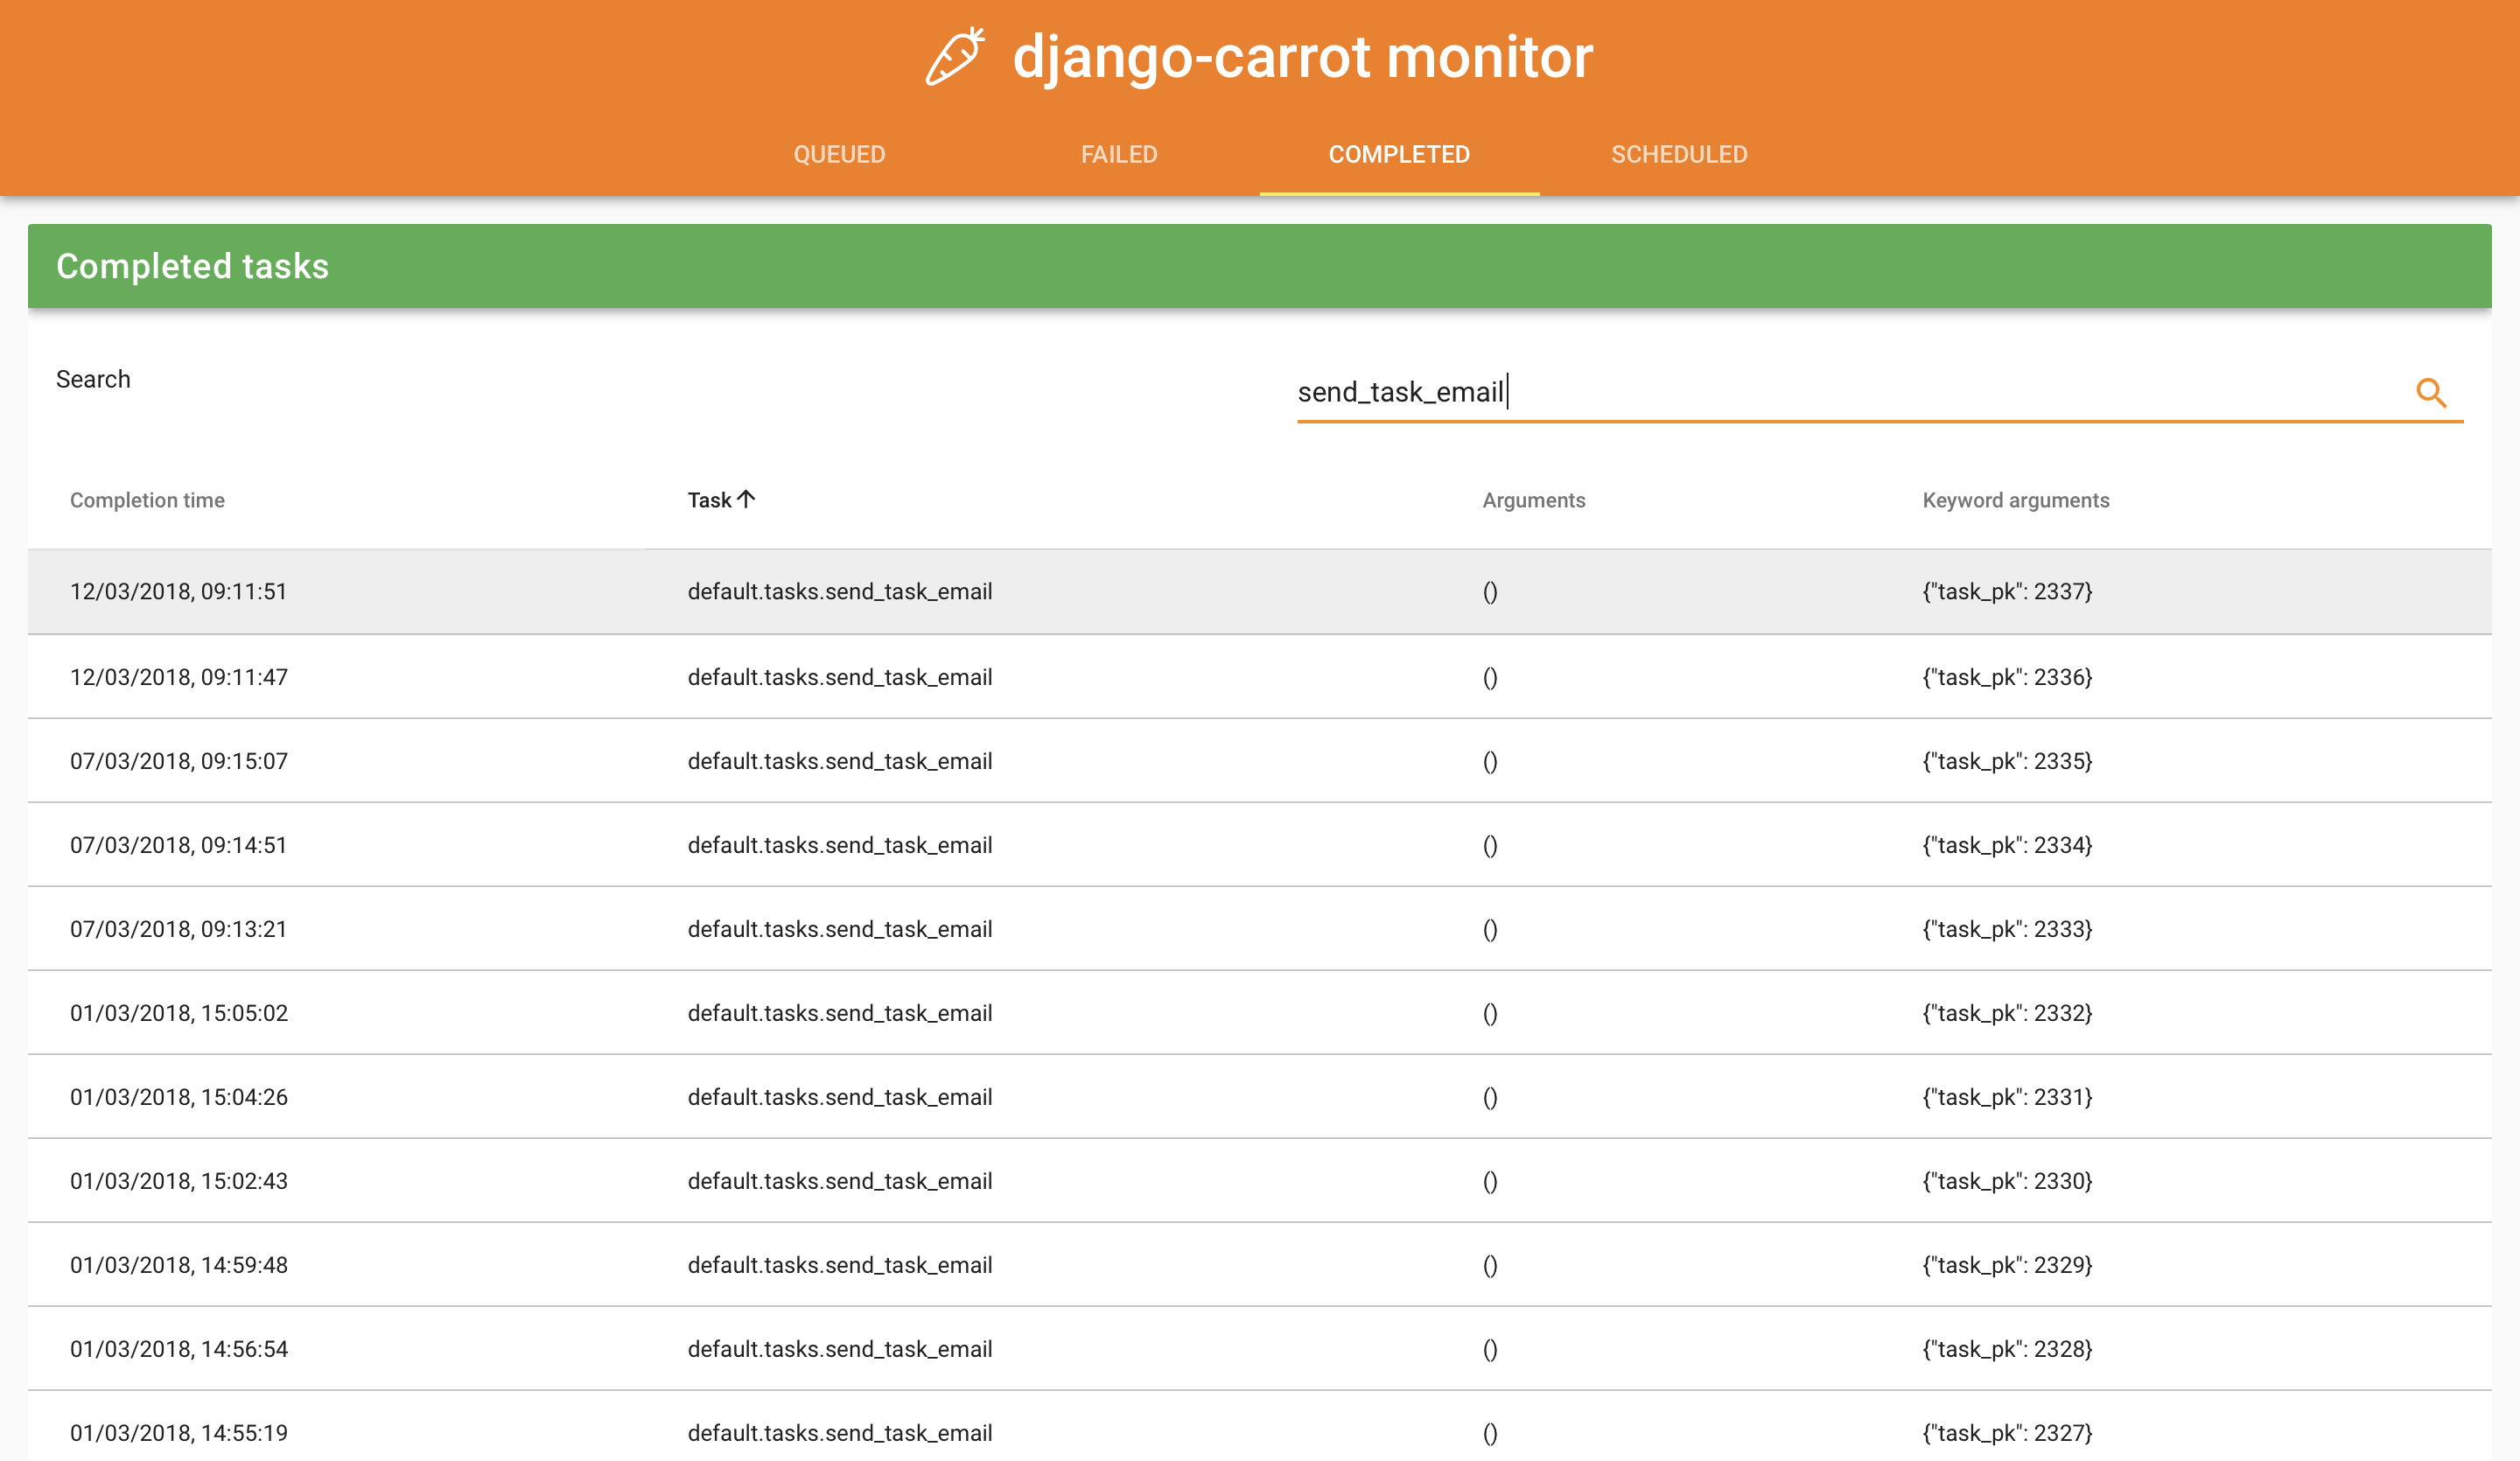 django-carrot monitor
QUEUED FAILED COMPLETED SCHEDULED
Completed tasks
Search send_task_email
Completion time Task Arguments Keyword arguments
12/03/2018, 09:11:51 default.tasks.send_task_email () {"task_pk": 2337}
12/03/2018, 09:11:47 default.tasks.send_task_email () {"task_pk": 2336}
07/03/2018, 09:15:07 default.tasks.send_task_email () {"task_pk": 2335}
07/03/2018, 09:14:51 default.tasks.send_task_email () {"task_pk": 2334}
07/03/2018, 09:13:21 default.tasks.send_task_email () {"task_pk": 2333}
01/03/2018, 15:05:02 default.tasks.send_task_email () {"task_pk": 2332}
01/03/2018, 15:04:26 default.tasks.send_task_email () {"task_pk": 2331}
01/03/2018, 15:02:43 default.tasks.send_task_email () {"task_pk": 2330}
01/03/2018, 14:59:48 default.tasks.send_task_email () {"task_pk": 2329}
01/03/2018, 14:56:54 default.tasks.send_task_email () {"task_pk": 2328}
01/03/2018, 14:55:19 default.tasks.send_task_email () {"task_pk": 2327}